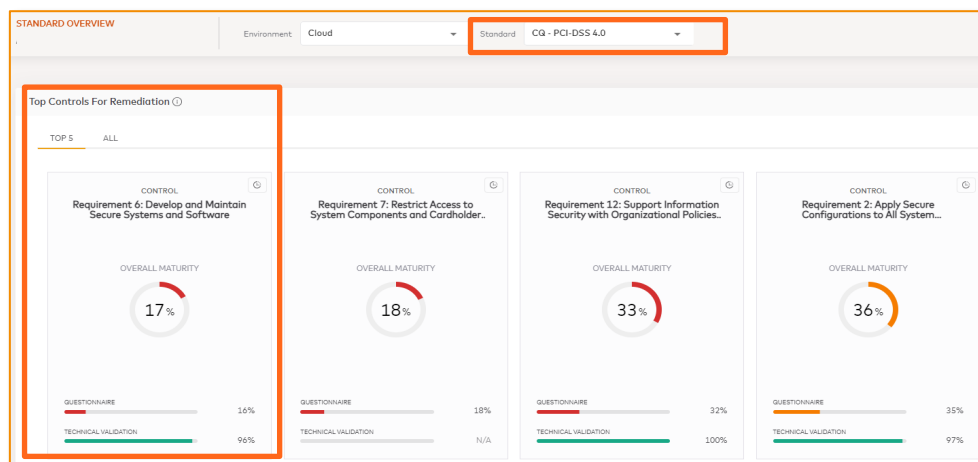 STANDARD OVERVIEW
Environment Cloud Standard CQ - PCI-DSS 4.0
Top Controls For Remediation
TOP 5 ALL
CONTROL
Requirement 6: Develop and Maintain
Secure Systems and Software
OVERALL MATURITY
17%
QUESTIONNAIRE
16%
TECHNICAL VALIDATION
96%
CONTROL
Requirement 7: Restrict Access to
System Components and Cardholder..
OVERALL MATURITY
18%
QUESTIONNAIRE
18%
TECHNICAL VALIDATION
N/A
CONTROL
Requirement 12: Support Information
Security with Organizational Policies..
OVERALL MATURITY
33%
QUESTIONNAIRE
32%
TECHNICAL VALIDATION
100%
CONTROL
Requirement 2: Apply Secure
Configurations to All System...
OVERALL MATURITY
36%
QUESTIONNAIRE
35%
TECHNICAL VALIDATION
97%